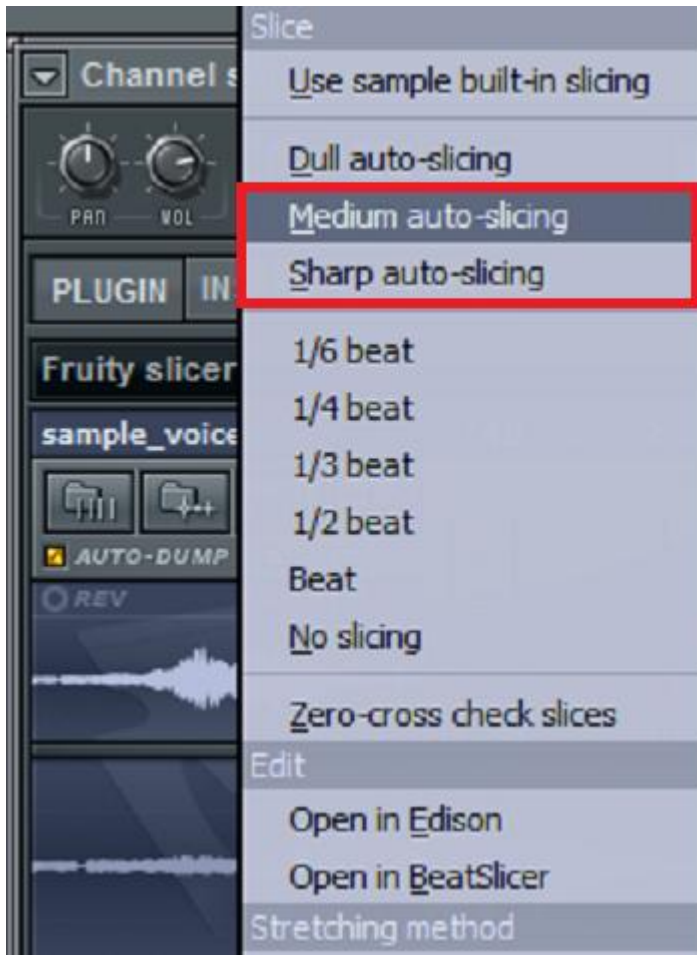 Slice
Channel s
Use sample built-in slicing
Dull auto-slicing
PAN VOL
Medium auto-slicing
Sharp auto-slicing
PLUGIN IN
1/6 beat
Fruity slicer
1/4 beat
sample_voice
1/3 beat
1/2 beat
AUTO-DUMP
Beat
REV
No slicing
Zero-cross check slices
Edit
Open in Edison
Open in BeatSlicer
Stretching method